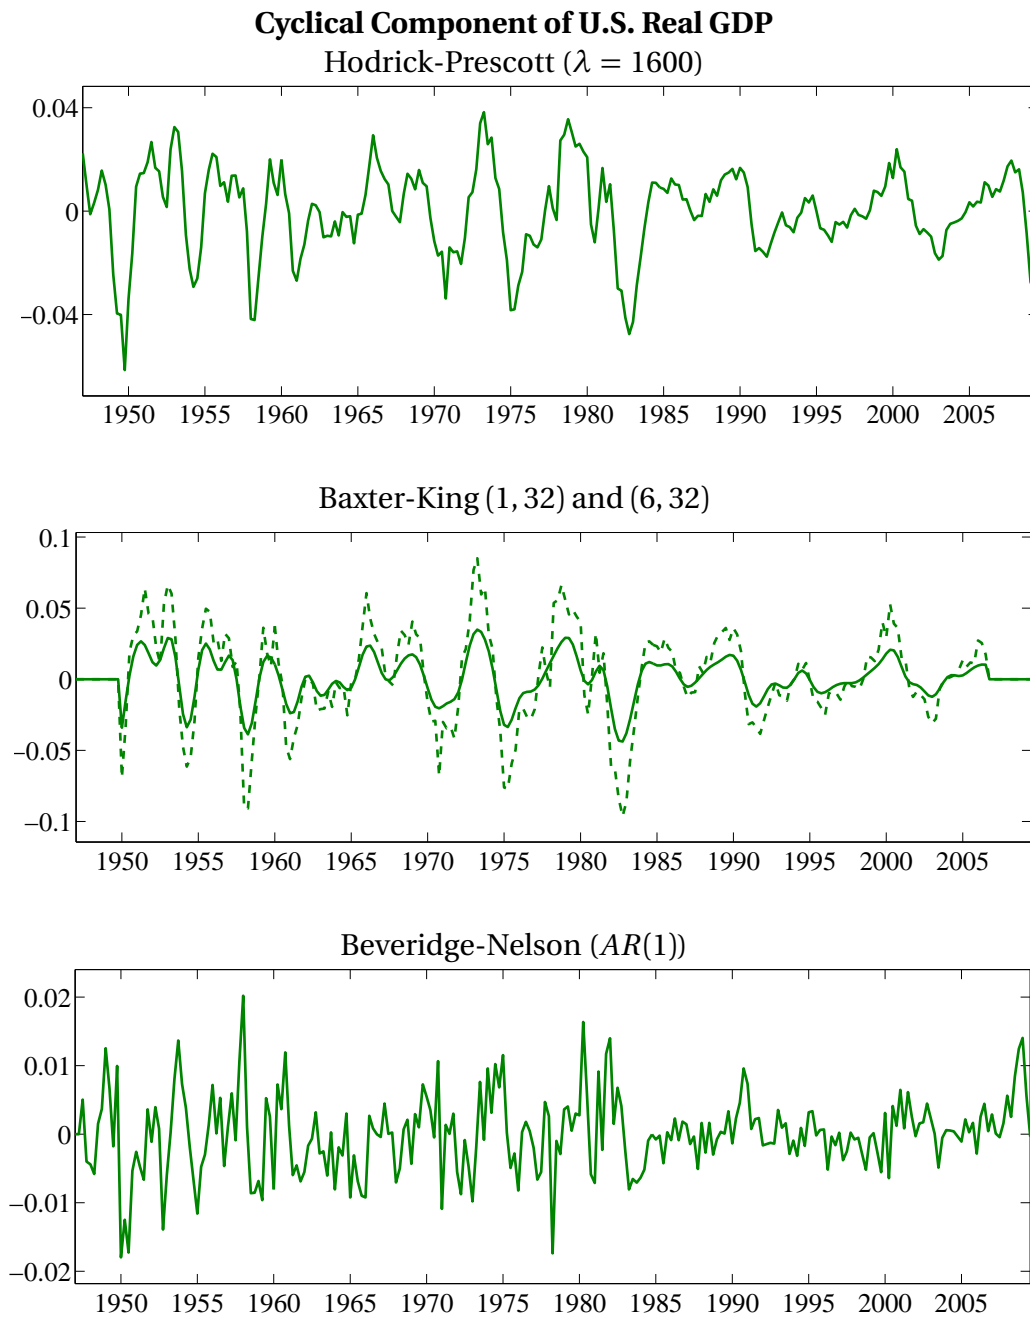 Cyclical Component of U.S. Real GDP
Hodrick-Prescott (λ = 1600)
0.04
0
−0.04
1950 1955 1960 1965 1970 1975 1980 1985 1990 1995 2000 2005
Baxter-King (1, 32) and (6, 32)
0.1
0.05
0
−0.05
−0.1
1950 1955 1960 1965 1970 1975 1980 1985 1990 1995 2000 2005
Beveridge-Nelson (AR(1))
0.02
0.01
0
−0.01
−0.02
1950 1955 1960 1965 1970 1975 1980 1985 1990 1995 2000 2005